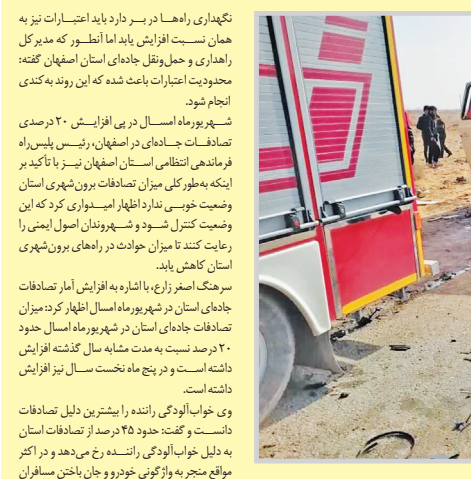 نگهداری راه‌ها در بر دارد باید اعتبارات نیز به
همان نسبت افزایش یابد اما آنطور که مدیر کل
راهداری و حمل‌ونقل جاده‌ای استان اصفهان گفته:
محدودیت اعتبارات باعث شده که این روند به کندی
انجام شود.
شهریورماه امسال در پی افزایش ۲۰ درصدی
تصادفات جاده‌ای در اصفهان، رئیس پلیس‌راه
فرماندهی انتظامی استان اصفهان نیز با تأکید بر
اینکه به‌طور کلی میزان تصادفات برون‌شهری استان
وضعیت خوبی ندارد اظهار امیدواری کرد که این
وضعیت کنترل شود و شهروندان اصول ایمنی را
رعایت کنند تا میزان حوادث در راه‌های برون‌شهری
استان کاهش یابد.
سرهنگ اصغر زارع، با اشاره به افزایش آمار تصادفات
جاده‌ای استان در شهریورماه امسال اظهار کرد: میزان
تصادفات جاده‌ای استان در شهریورماه امسال حدود
۲۰ درصد نسبت به مدت مشابه سال گذشته افزایش
داشته است و در پنج ماه نخست سال نیز افزایش
داشته است.
وی خواب‌آلودگی راننده را بیشترین دلیل تصادفات
دانست و گفت: حدود ۴۵ درصد از تصادفات استان
به دلیل خواب‌آلودگی راننده رخ می‌دهد و در اکثر
مواقع منجر به واژگونی خودرو و جان باختن مسافران